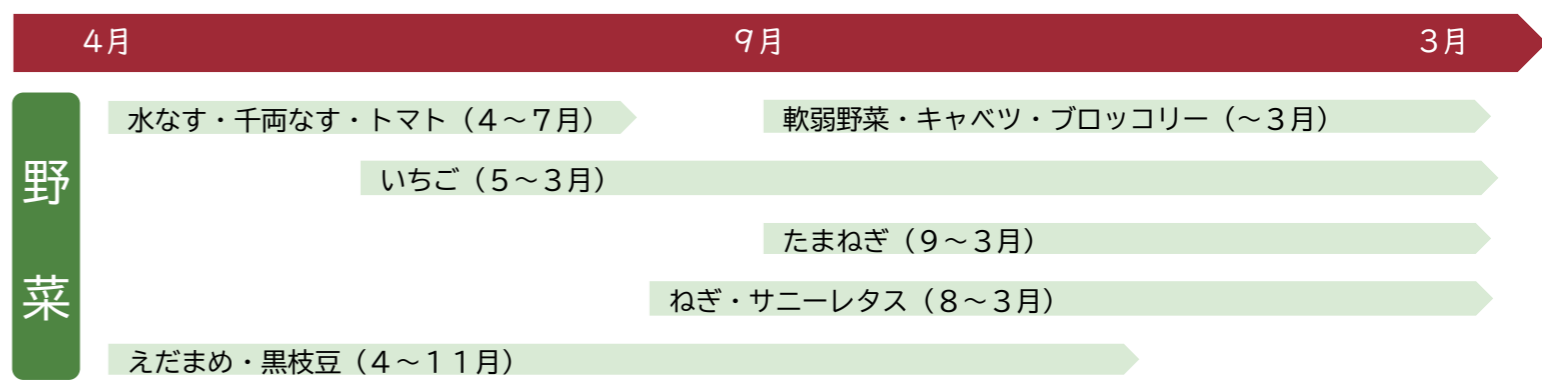 4月 9月 3月
野菜
水なす・千両なす・トマト（４～７月） 軟弱野菜・キャベツ・ブロッコリー（～３月）
いちご（５～３月）
たまねぎ（９～３月）
ねぎ・サニーレタス（８～３月）
えだまめ・黒枝豆（４～１１月）